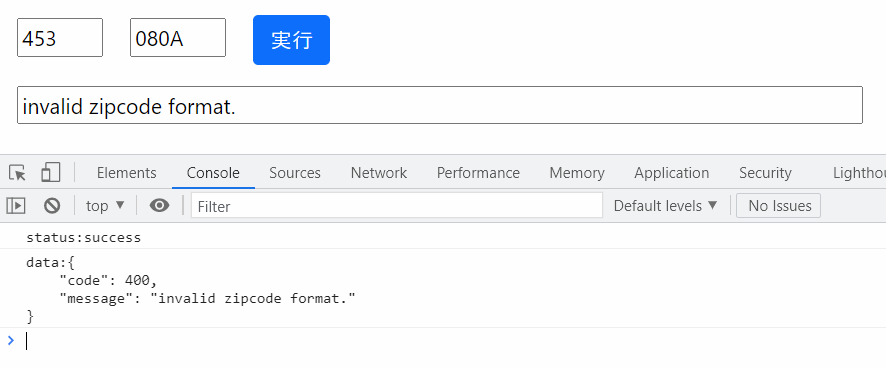 453 080A 実行
invalid zipcode format.
Elements Console Sources Network Performance Memory Application Security Lighthou
top ▼ Filter Default levels ▼ No Issues
status:success
data:{
    "code": 400,
    "message": "invalid zipcode format."
}
>